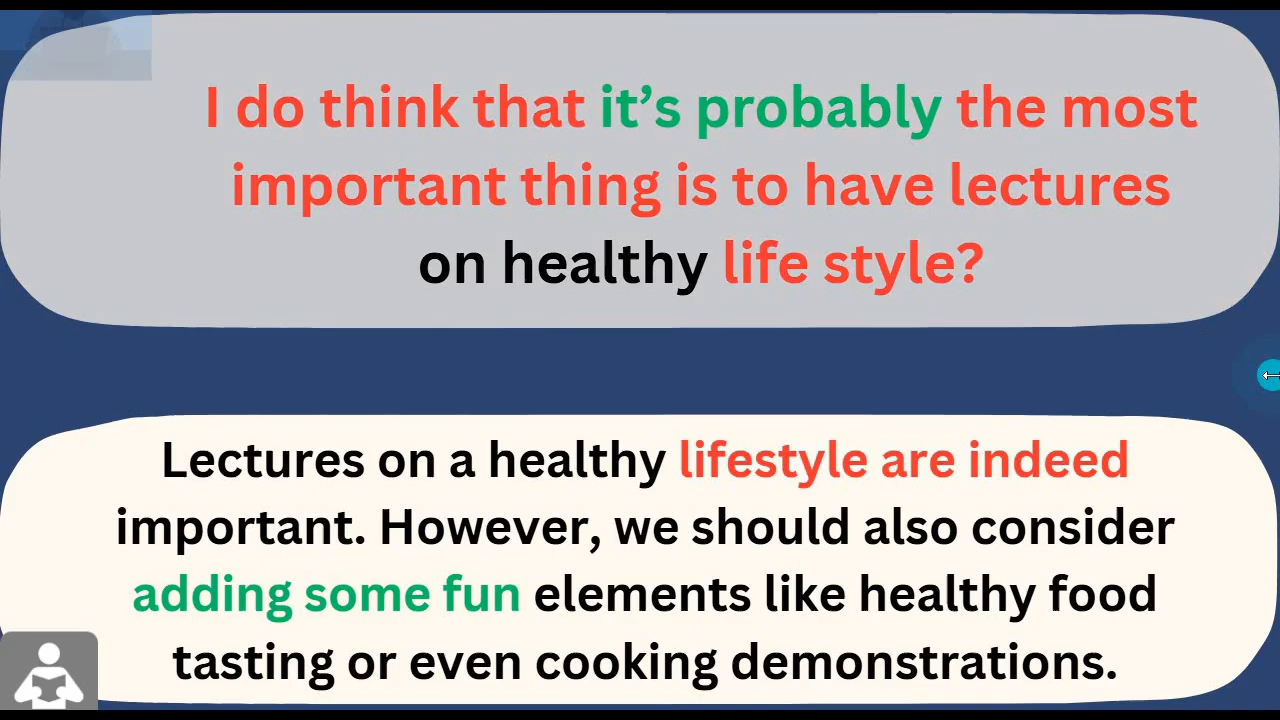 I do think that it’s probably the most
important thing is to have lectures
on healthy life style?
Lectures on a healthy lifestyle are indeed
important. However, we should also consider
adding some fun elements like healthy food
tasting or even cooking demonstrations.